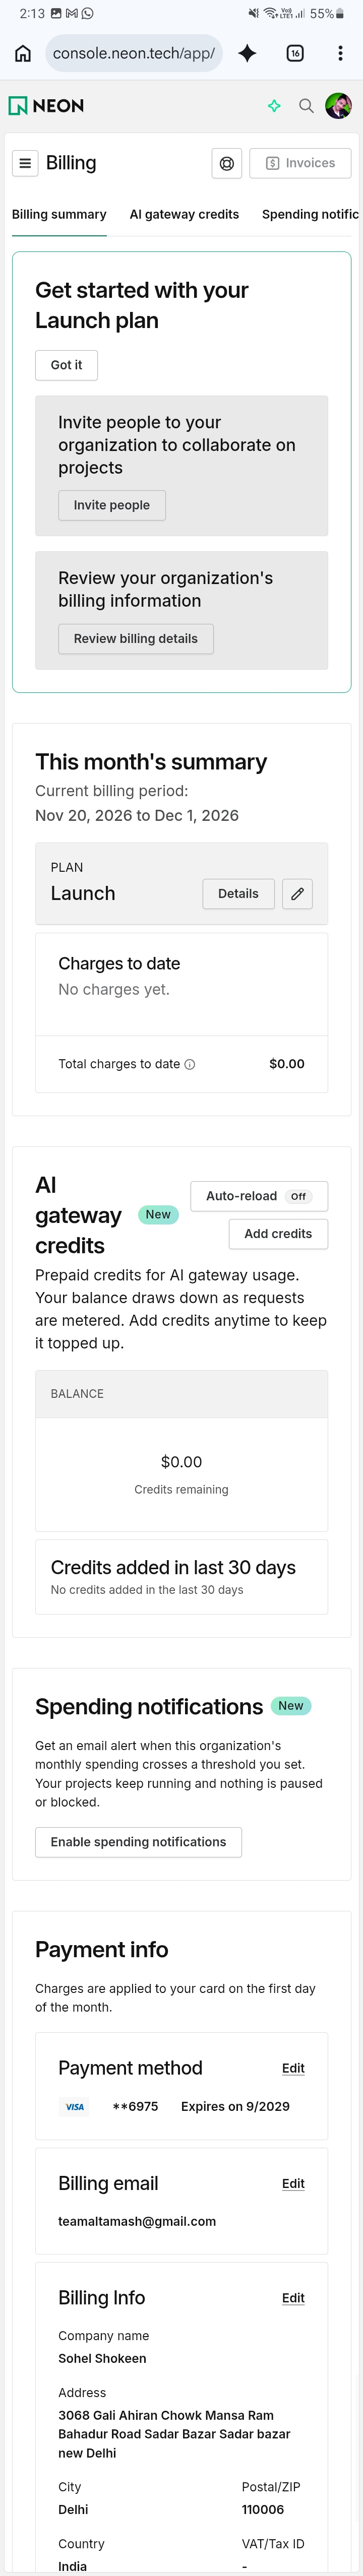 2:13 55%
console.neon.tech/app/ 16
NEON
Billing Invoices
Billing summary AI gateway credits Spending notific
Get started with your
Launch plan
Got it
Invite people to your
organization to collaborate on
projects
Invite people
Review your organization's
billing information
Review billing details
This month's summary
Current billing period:
Nov 20, 2026 to Dec 1, 2026
PLAN
Launch Details
Charges to date
No charges yet.
Total charges to date $0.00
AI
gateway
credits
New
Auto-reload Off
Add credits
Prepaid credits for AI gateway usage.
Your balance draws down as requests
are metered. Add credits anytime to keep
it topped up.
BALANCE
$0.00
Credits remaining
Credits added in last 30 days
No credits added in the last 30 days
Spending notifications New
Get an email alert when this organization's
monthly spending crosses a threshold you set.
Your projects keep running and nothing is paused
or blocked.
Enable spending notifications
Payment info
Charges are applied to your card on the first day
of the month.
Payment method Edit
VISA **6975 Expires on 9/2029
Billing email Edit
teamaltamash@gmail.com
Billing Info Edit
Company name
Sohel Shokeen
Address
3068 Gali Ahiran Chowk Mansa Ram
Bahadur Road Sadar Bazar Sadar bazar
new Delhi
City Postal/ZIP
Delhi 110006
Country VAT/Tax ID
India -